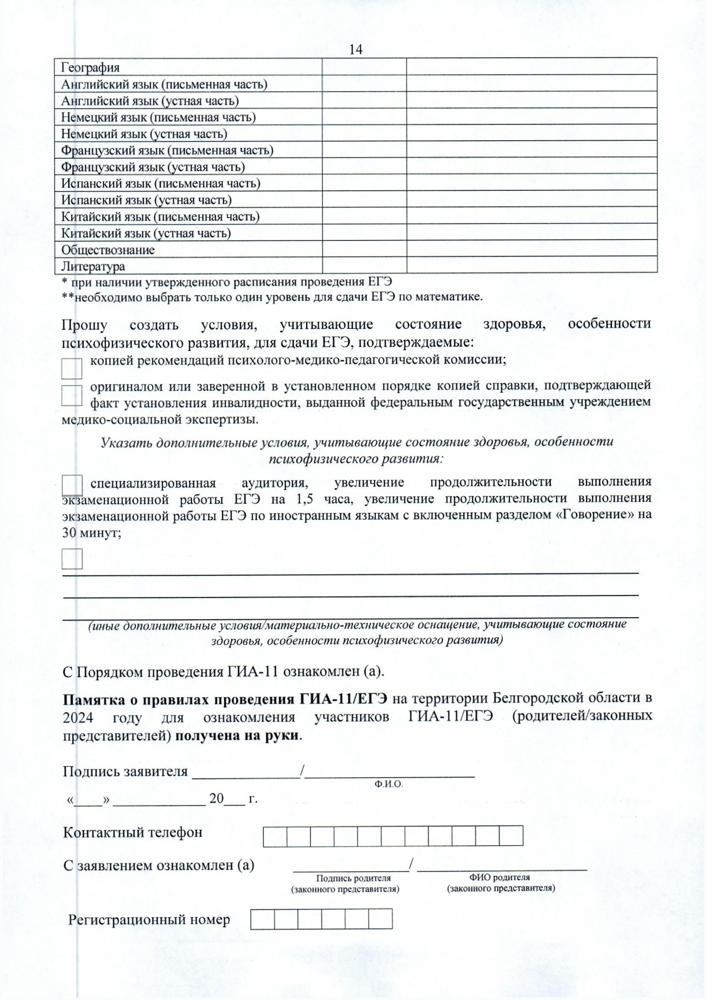 14
География
Английский язык (письменная часть)
Английский язык (устная часть)
Немецкий язык (письменная часть)
Немецкий язык (устная часть)
Французский язык (письменная часть)
Французский язык (устная часть)
Испанский язык (письменная часть)
Испанский язык (устная часть)
Китайский язык (письменная часть)
Китайский язык (устная часть)
Обществознание
Литература
* при наличии утвержденного расписания проведения ЕГЭ
**необходимо выбрать только один уровень для сдачи ЕГЭ по математике.
Прошу создать условия, учитывающие состояние здоровья, особенности
психофизического развития, для сдачи ЕГЭ, подтверждаемые:
копией рекомендаций психолого-медико-педагогической комиссии;
оригиналом или заверенной в установленном порядке копией справки, подтверждающей
факт установления инвалидности, выданной федеральным государственным учреждением
медико-социальной экспертизы.
Указать дополнительные условия, учитывающие состояние здоровья, особенности
психофизического развития:
специализированная аудитория, увеличение продолжительности выполнения
экзаменационной работы ЕГЭ на 1,5 часа, увеличение продолжительности выполнения
экзаменационной работы ЕГЭ по иностранным языкам с включенным разделом «Говорение» на
30 минут;
(иные дополнительные условия/материально-техническое оснащение, учитывающие состояние
здоровья, особенности психофизического развития)
С Порядком проведения ГИА-11 ознакомлен (а).
Памятка о правилах проведения ГИА-11/ЕГЭ на территории Белгородской области в
2024 году для ознакомления участников ГИА-11/ЕГЭ (родителей/законных
представителей) получена на руки.
Подпись заявителя ____________/____________
Ф.И.О.
«____» ____________ 20___ г.
Контактный телефон
С заявлением ознакомлен (а) ____________/____________
Подпись родителя ФИО родителя
(законного представителя) (законного представителя)
Регистрационный номер